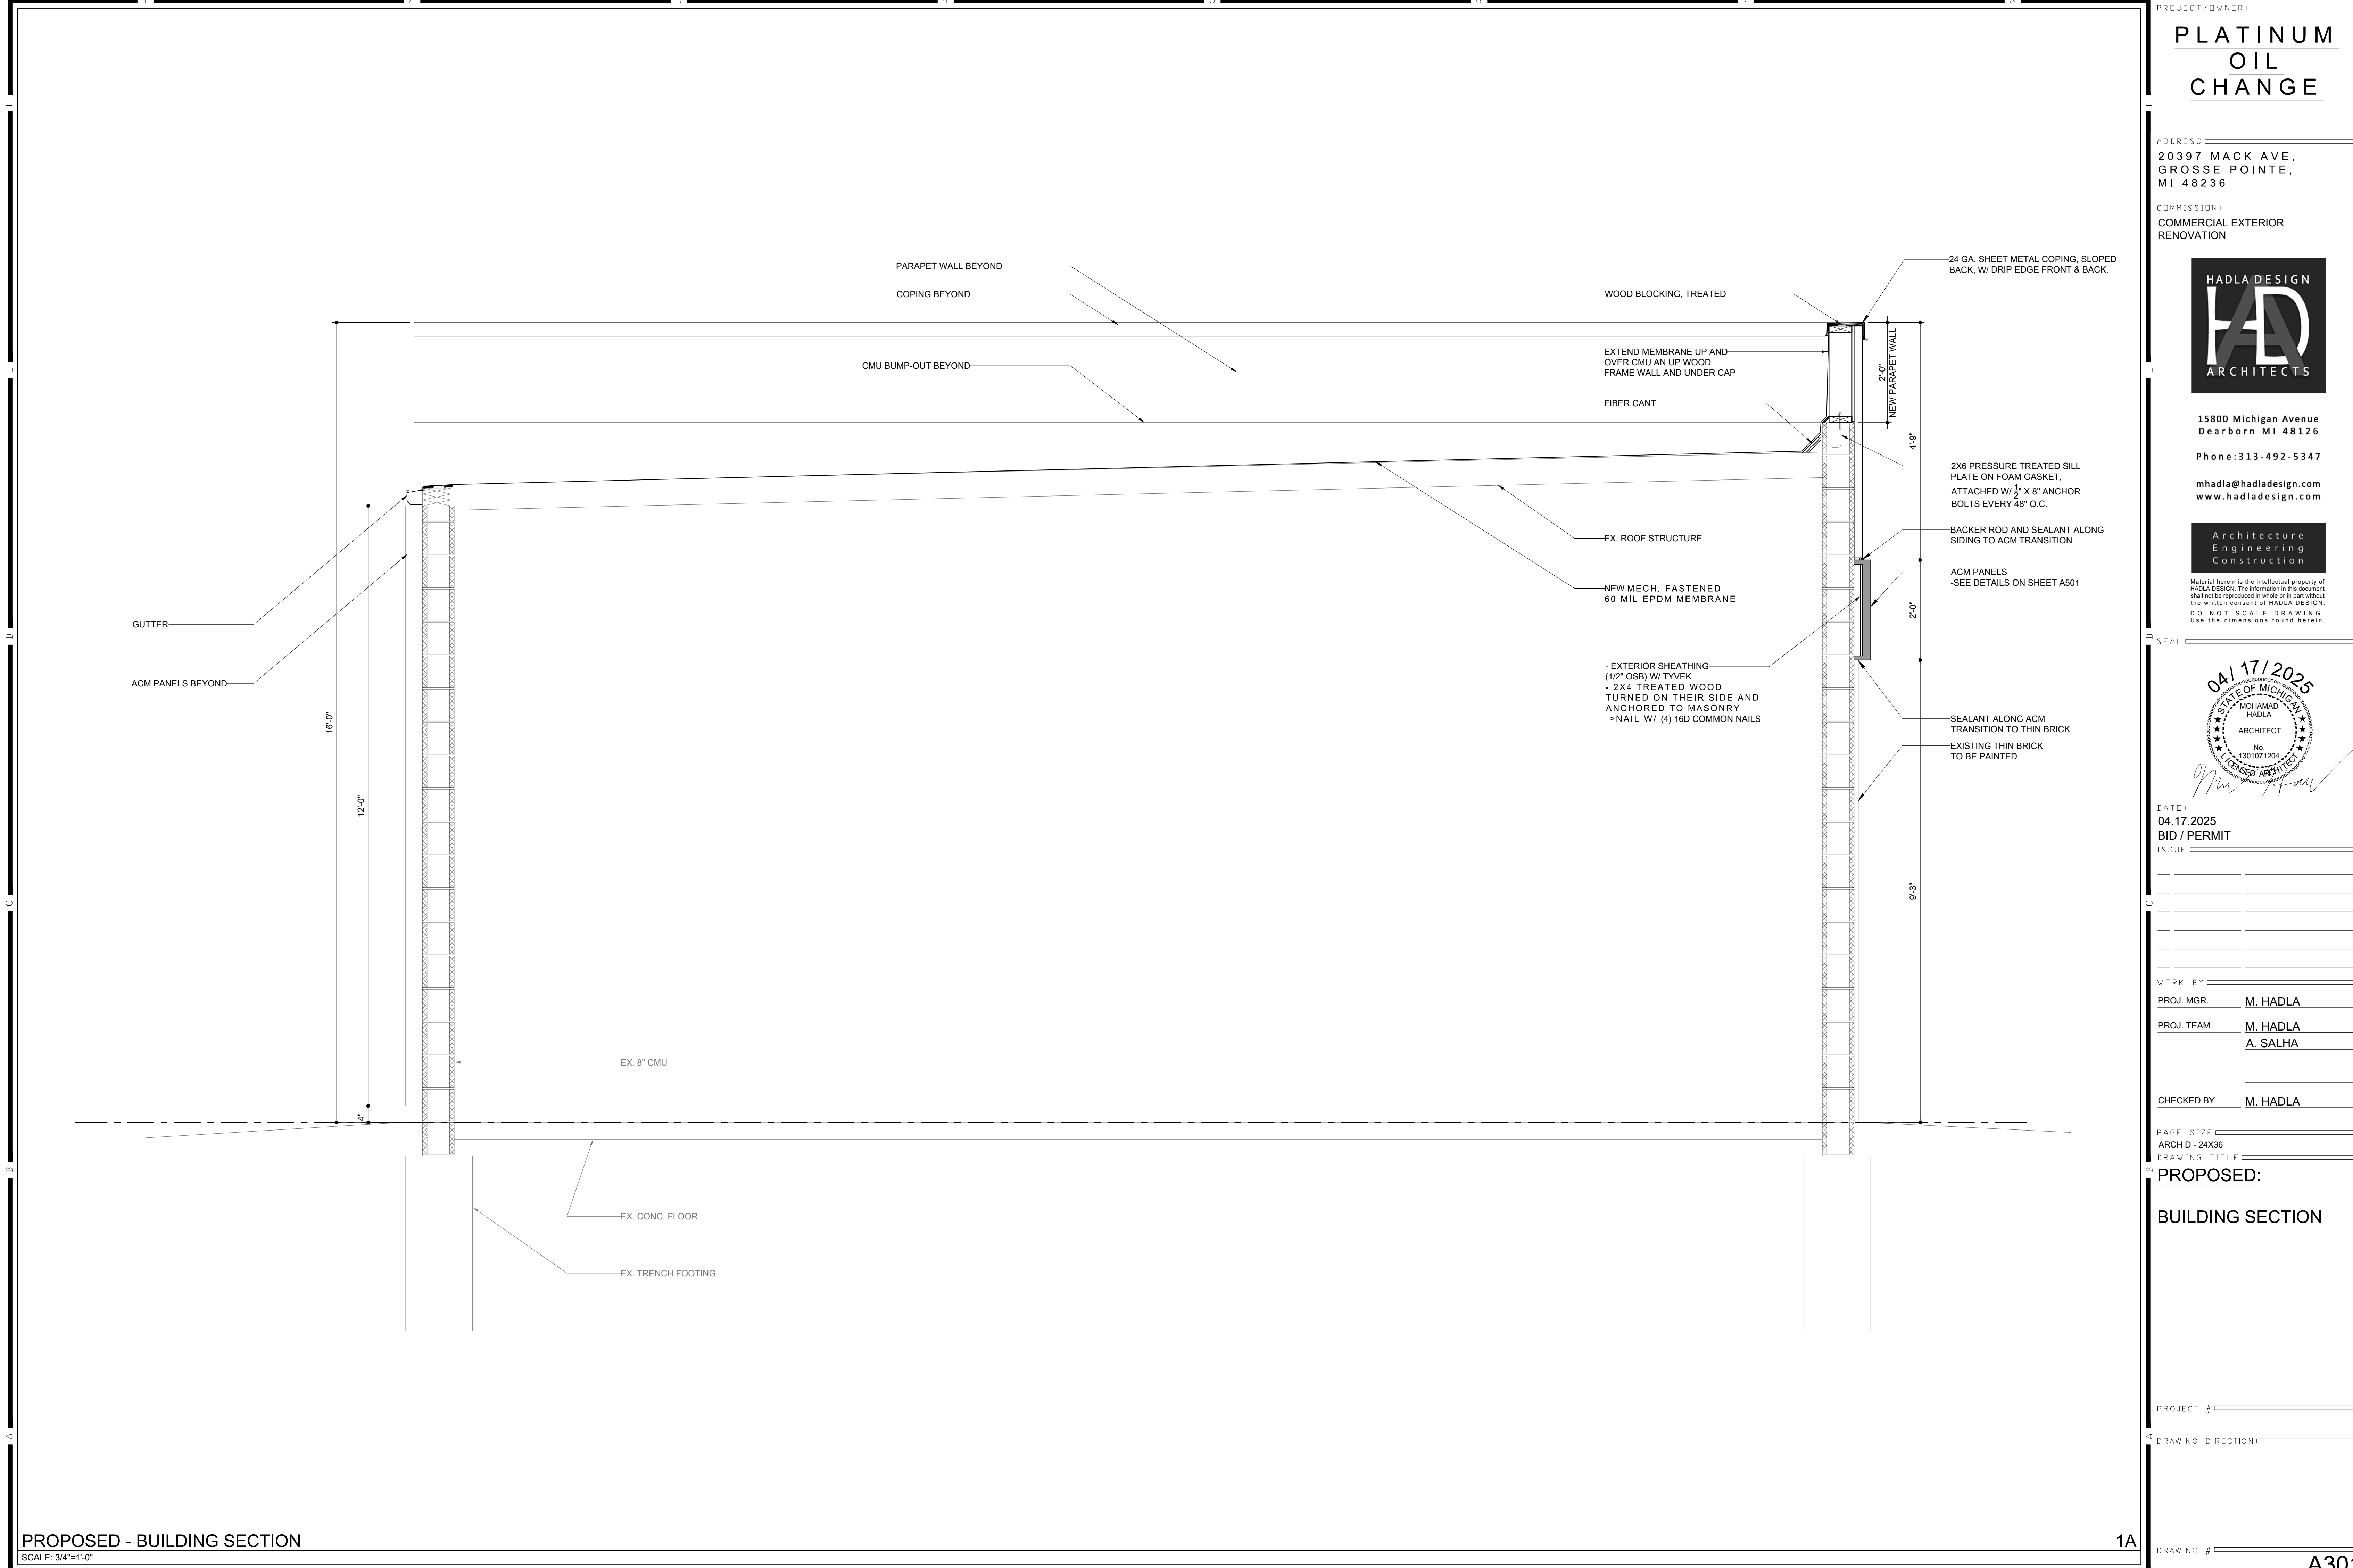 1 2 3 4 5 6 7 8
F E D C B A
PARAPET WALL BEYOND
COPING BEYOND
CMU BUMP-OUT BEYOND
24 GA. SHEET METAL COPING, SLOPED
BACK, W/ DRIP EDGE FRONT & BACK.
WOOD BLOCKING, TREATED
EXTEND MEMBRANE UP AND
OVER CMU AN UP WOOD
FRAME WALL AND UNDER CAP
FIBER CANT
2'-0"
NEW PARAPET WALL
4'-9"
2X6 PRESSURE TREATED SILL
PLATE ON FOAM GASKET,
ATTACHED W/ 1/2" X 8" ANCHOR
BOLTS EVERY 48" O.C.
BACKER ROD AND SEALANT ALONG
SIDING TO ACM TRANSITION
EX. ROOF STRUCTURE
ACM PANELS
-SEE DETAILS ON SHEET A501
NEW MECH. FASTENED
60 MIL EPDM MEMBRANE
2'-0"
GUTTER
ACM PANELS BEYOND
- EXTERIOR SHEATHING
(1/2" OSB) W/ TYVEK
- 2X4 TREATED WOOD
TURNED ON THEIR SIDE AND
ANCHORED TO MASONRY
>NAIL W/ (4) 16D COMMON NAILS
SEALANT ALONG ACM
TRANSITION TO THIN BRICK
EXISTING THIN BRICK
TO BE PAINTED
16'-0"
12'-0"
4"
9'-3"
EX. 8" CMU
EX. CONC. FLOOR
EX. TRENCH FOOTING
PROPOSED - BUILDING SECTION
1A
SCALE: 3/4"=1'-0"
F E D C B A
PROJECT/OWNER
PLATINUM
OIL
CHANGE
ADDRESS
20397 MACK AVE,
GROSSE POINTE,
MI 48236
COMMISSION
COMMERCIAL EXTERIOR
RENOVATION
HADLA DESIGN
HAD
ARCHITECTS
15800 Michigan Avenue
Dearborn MI 48126
Phone:313-492-5347
mhadla@hadladesign.com
www.hadladesign.com
Architecture
Engineering
Construction
Material herein is the intellectual property of
HADLA DESIGN. The information in this document
shall not be reproduced in whole or in part without
the written consent of HADLA DESIGN.
DO NOT SCALE DRAWING.
Use the dimensions found herein.
SEAL
04/17/2025
STATE OF MICHIGAN
MOHAMAD
HADLA
ARCHITECT
No.
1301071204
LICENSED ARCHITECT
DATE
04.17.2025
BID / PERMIT
ISSUE
WORK BY
PROJ. MGR. M. HADLA
PROJ. TEAM M. HADLA
A. SALHA
CHECKED BY M. HADLA
PAGE SIZE
ARCH D - 24X36
DRAWING TITLE
PROPOSED:
BUILDING SECTION
PROJECT #
DRAWING DIRECTION
DRAWING #